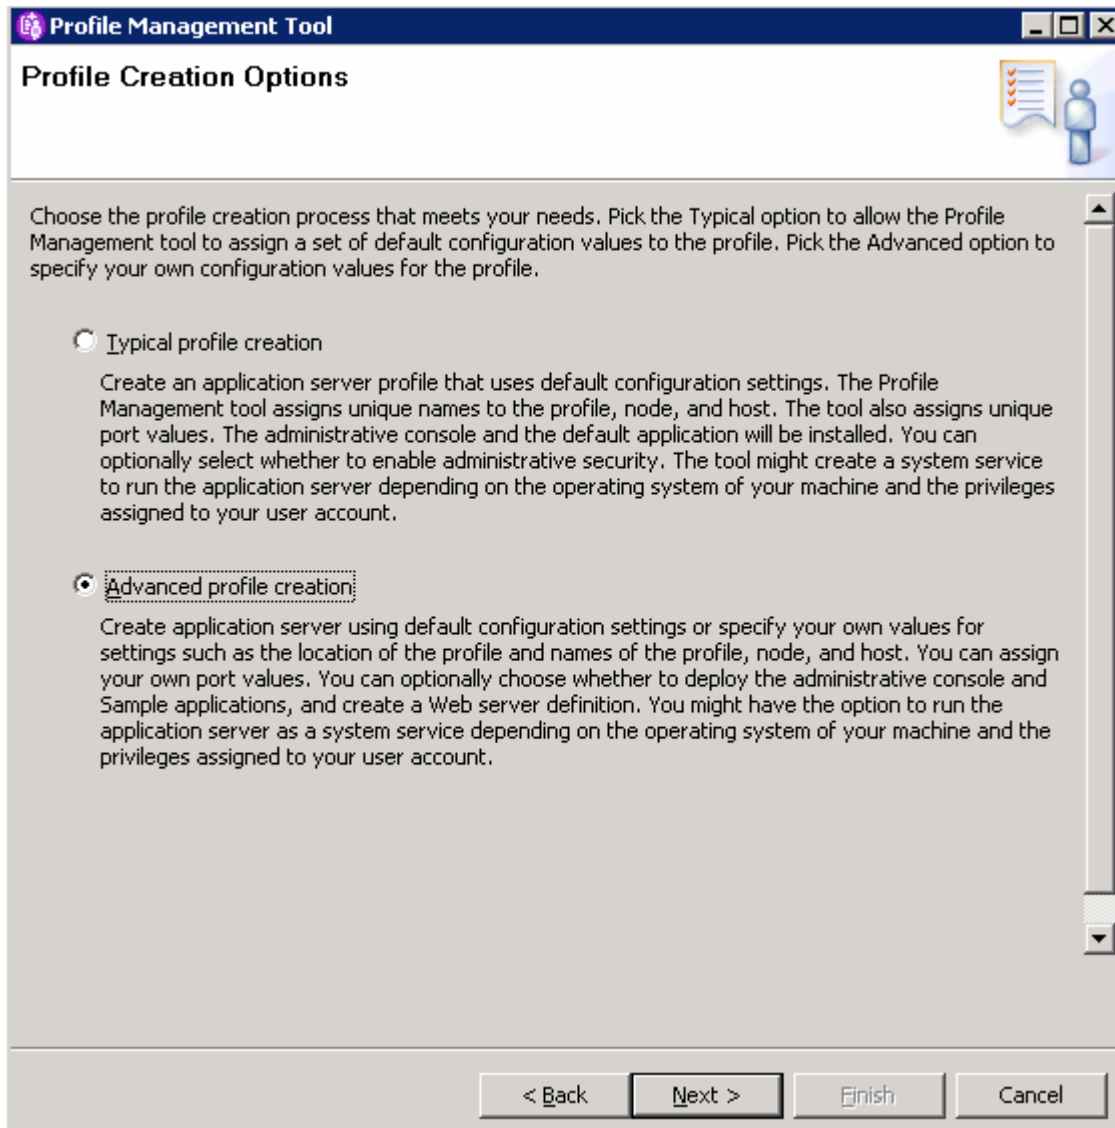 Profile Management Tool
Profile Creation Options
Choose the profile creation process that meets your needs. Pick the Typical option to allow the Profile
Management tool to assign a set of default configuration values to the profile. Pick the Advanced option to
specify your own configuration values for the profile.
Typical profile creation
Create an application server profile that uses default configuration settings. The Profile
Management tool assigns unique names to the profile, node, and host. The tool also assigns unique
port values. The administrative console and the default application will be installed. You can
optionally select whether to enable administrative security. The tool might create a system service
to run the application server depending on the operating system of your machine and the privileges
assigned to your user account.
Advanced profile creation
Create application server using default configuration settings or specify your own values for
settings such as the location of the profile and names of the profile, node, and host. You can assign
your own port values. You can optionally choose whether to deploy the administrative console and
Sample applications, and create a Web server definition. You might have the option to run the
application server as a system service depending on the operating system of your machine and the
privileges assigned to your user account.
< Back Next > Finish Cancel